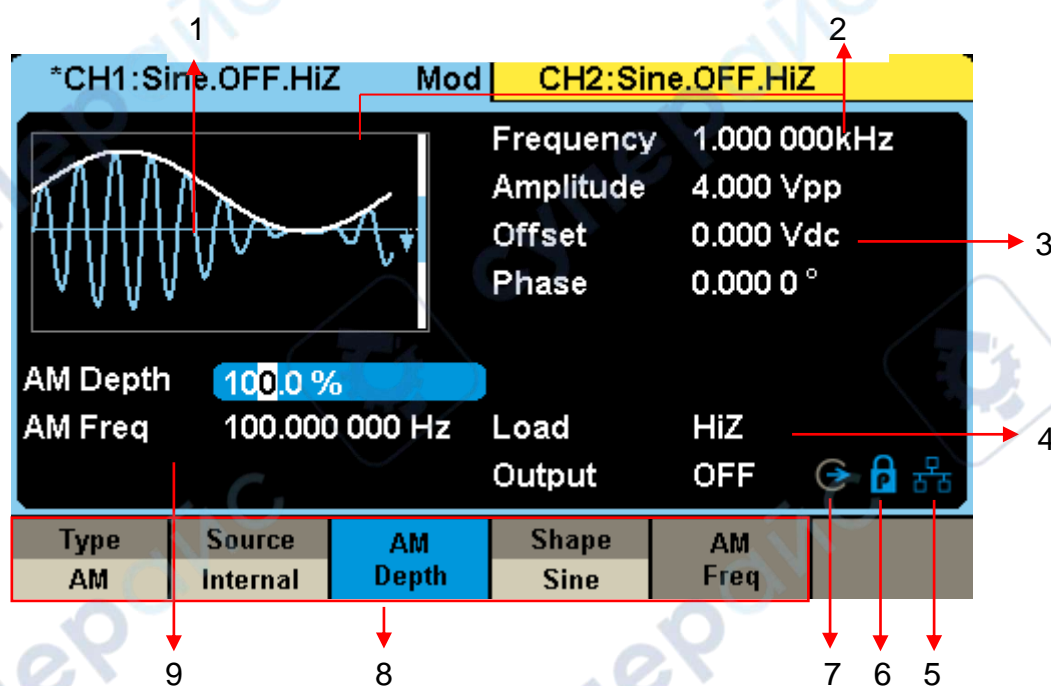 1 2
*CH1:Sine.OFF.HiZ Mod CH2:Sine.OFF.HiZ
Frequency 1.000 000kHz
Amplitude 4.000 Vpp
Offset 0.000 Vdc 3
Phase 0.000 0 °
AM Depth 100.0 %
AM Freq 100.000 000 Hz Load HiZ 4
Output OFF
Type Source AM Shape AM
AM Internal Depth Sine Freq
9 8 7 6 5
суперайс